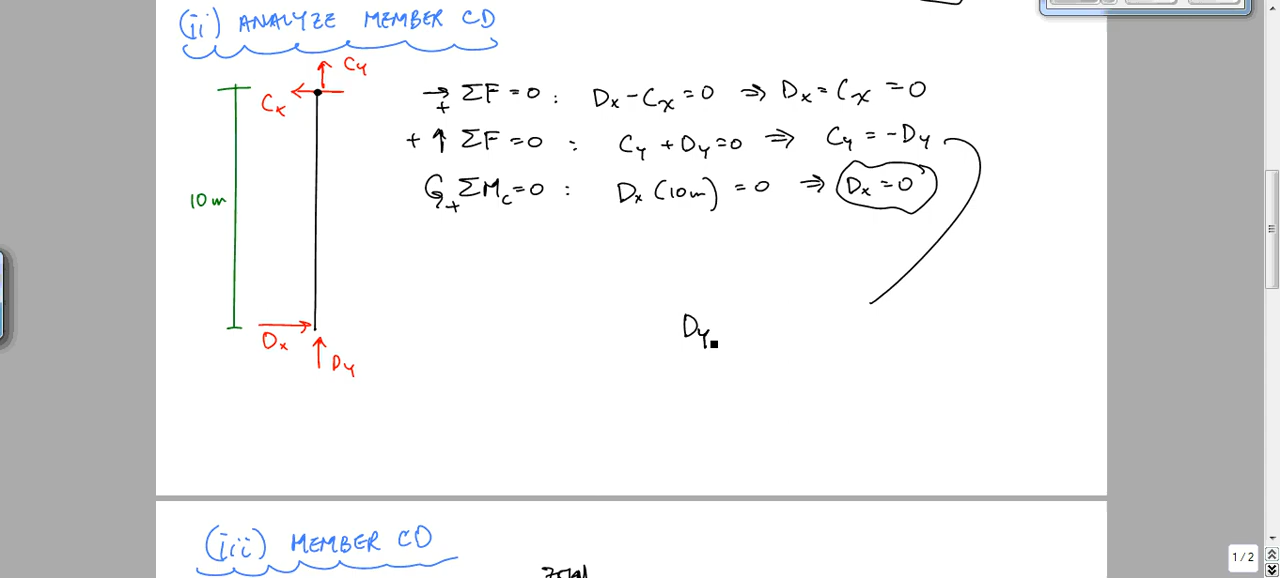 (ii) ANALYZE MEMBER CD
Cy
Cx
→+ ΣF = 0 : Dx - Cx = 0 ⇒ Dx = Cx = 0
+ ↑ ΣF = 0 : Cy + Dy = 0 ⇒ Cy = -Dy
↺+ ΣMc = 0 : Dx (10m) = 0 ⇒ Dx = 0
10m
Dx
Dy
Dy
1 / 2
(iii) MEMBER CD